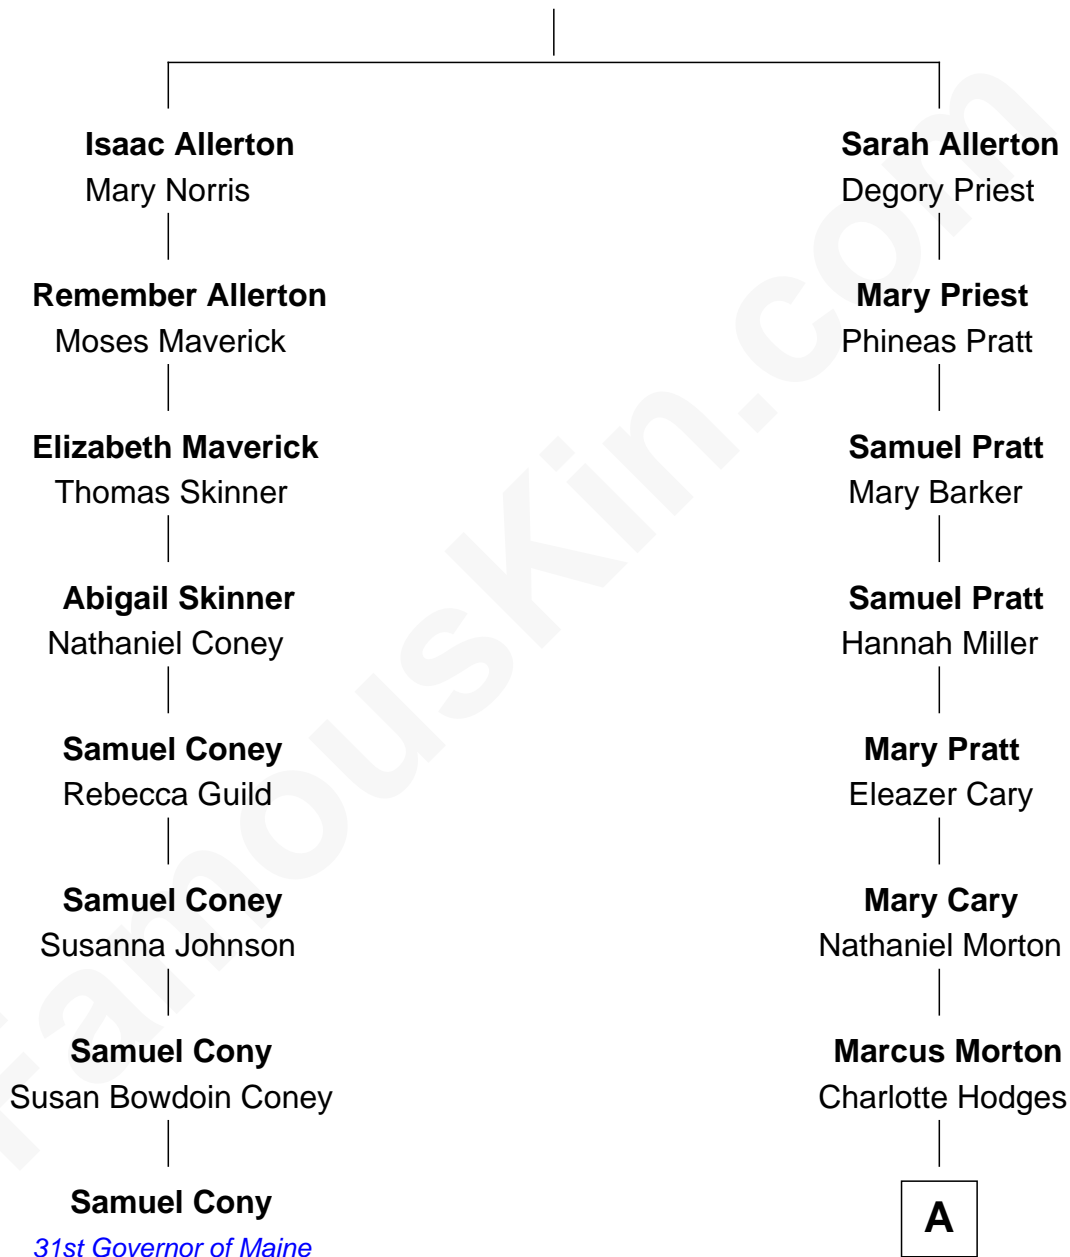 Isaac Allerton
Mary Norris
Sarah Allerton
Degory Priest
Remember Allerton
Moses Maverick
Mary Priest
Phineas Pratt
Elizabeth Maverick
Thomas Skinner
Samuel Pratt
Mary Barker
Abigail Skinner
Nathaniel Coney
Samuel Pratt
Hannah Miller
Samuel Coney
Rebecca Guild
Mary Pratt
Eleazer Cary
Samuel Coney
Susanna Johnson
Mary Cary
Nathaniel Morton
Samuel Cony
Susan Bowdoin Coney
Marcus Morton
Charlotte Hodges
Samuel Cony
31st Governor of Maine
A
FamousKin.com